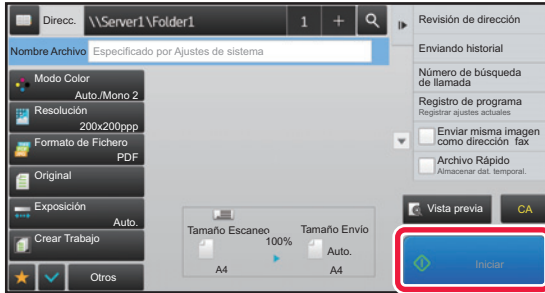 Direcc. \\Server1\Folder1 1 +
Nombre Archivo Especificado por Ajustes de sistema
Modo Color
Auto./Mono 2
Resolución
200x200ppp
Formato de Fichero
PDF
Original
Exposición
Auto.
Crear Trabajo
Otros
Tamaño Escaneo
100%
Tamaño Envío
Auto.
A4
A4
Revisión de dirección
Enviando historial
Número de búsqueda
de llamada
Registro de programa
Registrar ajustes actuales
Enviar misma imagen
como dirección fax
Archivo Rápido
Almacenar dat. temporal.
Vista previa
CA
Iniciar